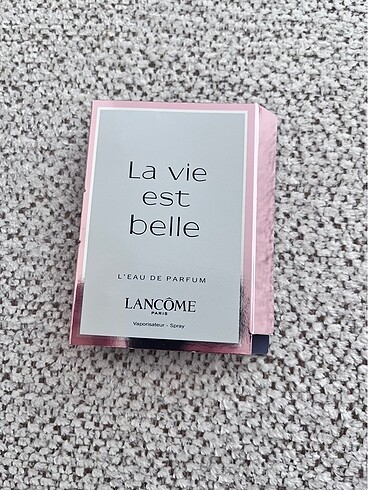 La vie
est
belle
L'EAU DE PARFUM
LANCÔME
PARIS
Vaporisateur - Spray